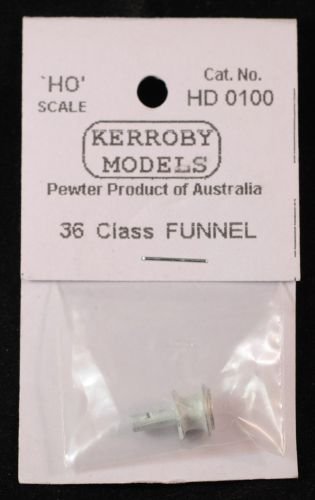 'HO'
SCALE
Cat. No.
HD 0100
KERROBY
MODELS
Pewter Product of Australia
36 Class FUNNEL